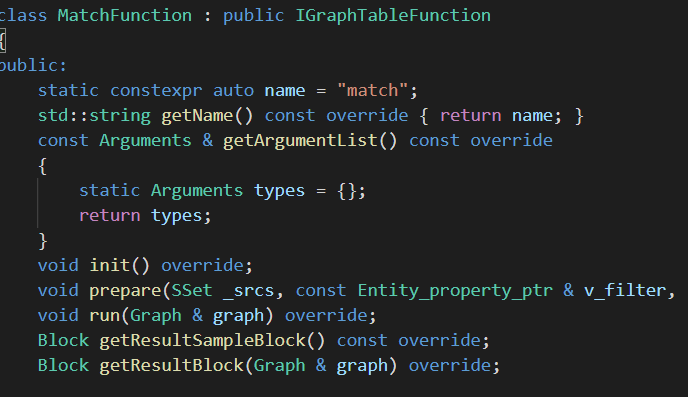 class MatchFunction : public IGraphTableFunction
{
public:
    static constexpr auto name = "match";
    std::string getName() const override { return name; }
    const Arguments & getArgumentList() const override
    {
        static Arguments types = {};
        return types;
    }
    void init() override;
    void prepare(SSet _srcs, const Entity_property_ptr & v_filter,
    void run(Graph & graph) override;
    Block getResultSampleBlock() const override;
    Block getResultBlock(Graph & graph) override;